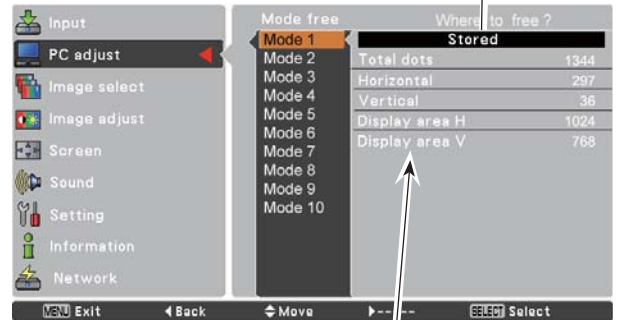 Input
PC adjust
Image select
Image adjust
Screen
Sound
Setting
Information
Network
Mode free
Mode 1
Mode 2
Mode 3
Mode 4
Mode 5
Mode 6
Mode 7
Mode 8
Mode 9
Mode 10
Where to free ?
Stored
Total dots 1344
Horizontal 297
Vertical 36
Display area H 1024
Display area V 768
MENU Exit ◀Back Move ▶----- SELECT Select